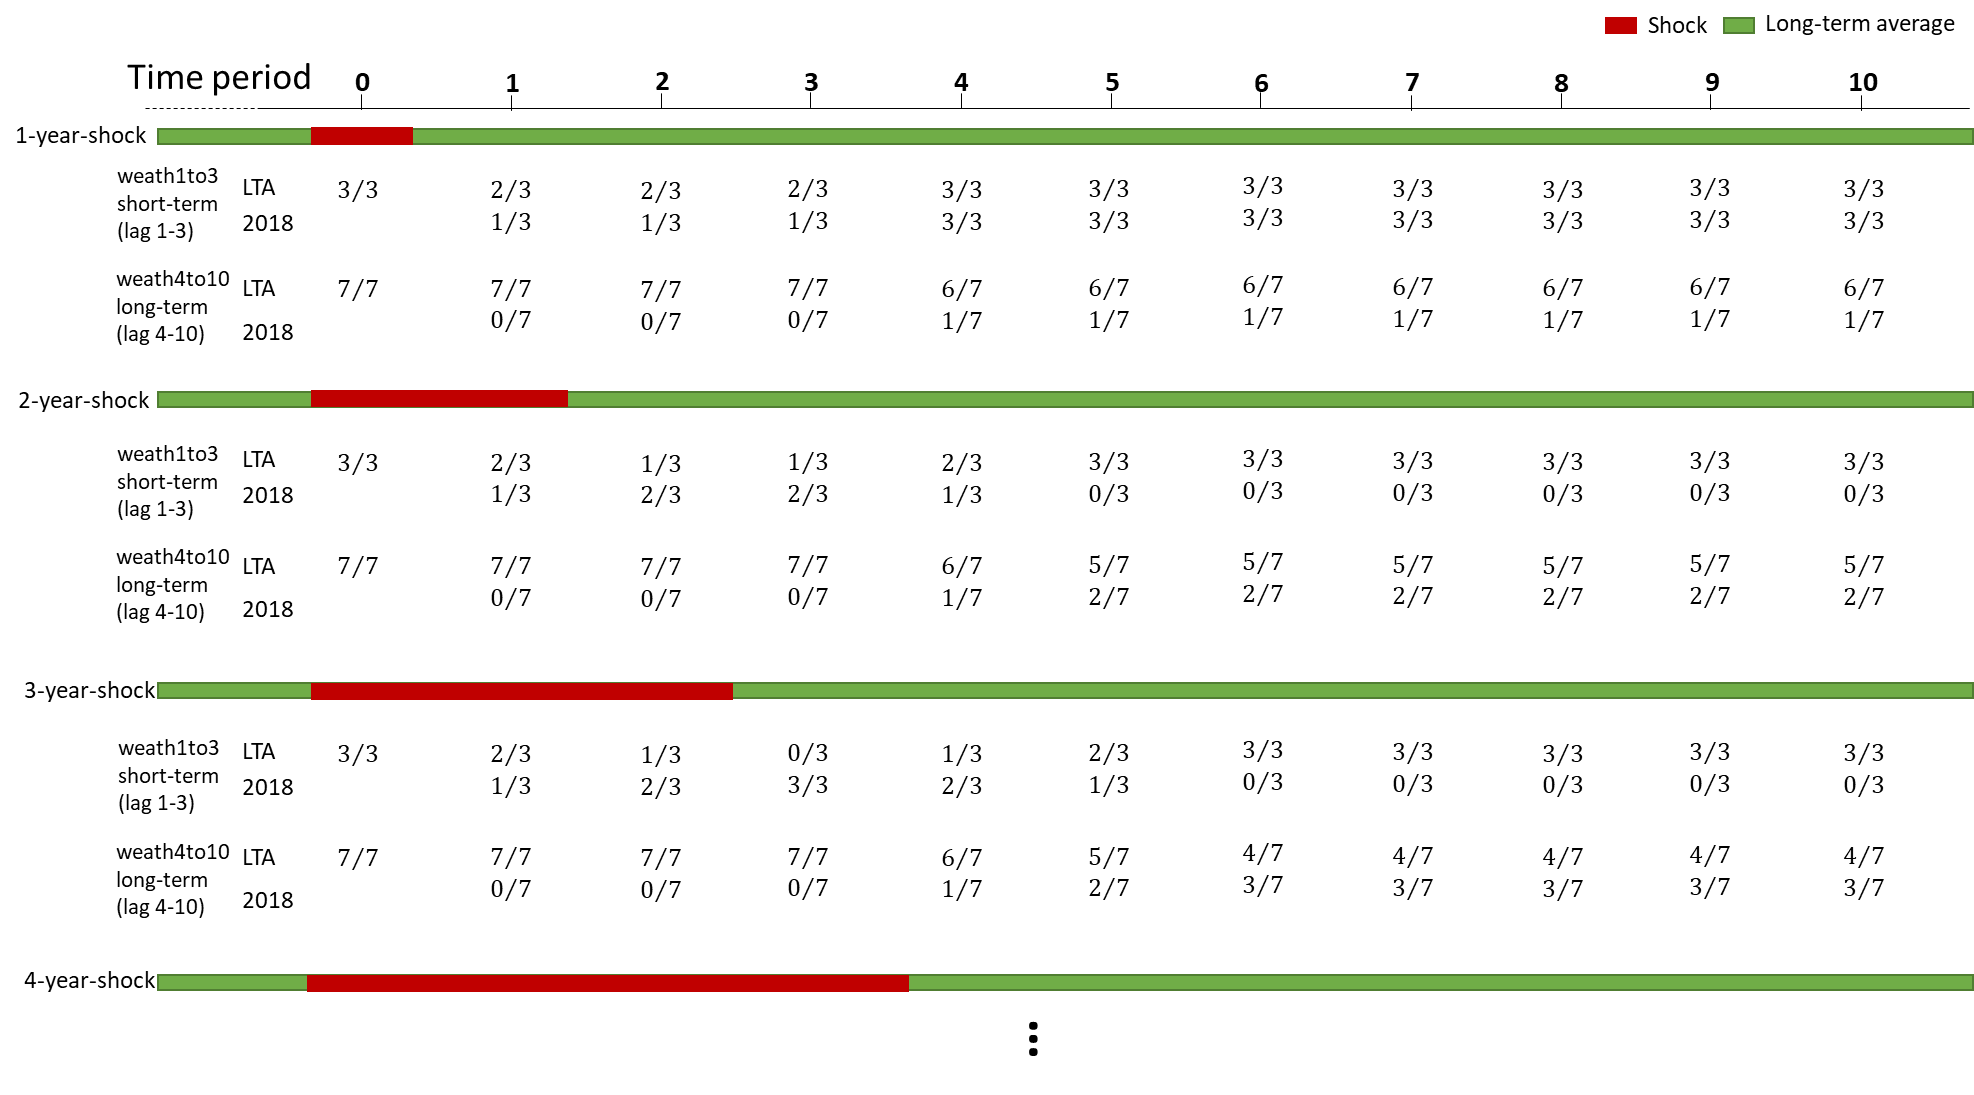 Shock Long-term average
Time period 0 1 2 3 4 5 6 7 8 9 10
1-year-shock
weath1to3
short-term
(lag 1-3)
LTA 3/3 2/3 2/3 2/3 3/3 3/3 3/3 3/3 3/3 3/3 3/3
2018 1/3 1/3 1/3 3/3 3/3 3/3 3/3 3/3 3/3 3/3
weath4to10
long-term
(lag 4-10)
LTA 7/7 7/7 7/7 7/7 6/7 6/7 6/7 6/7 6/7 6/7 6/7
2018 0/7 0/7 0/7 1/7 1/7 1/7 1/7 1/7 1/7 1/7
2-year-shock
weath1to3
short-term
(lag 1-3)
LTA 3/3 2/3 1/3 1/3 2/3 3/3 3/3 3/3 3/3 3/3 3/3
2018 1/3 2/3 2/3 1/3 0/3 0/3 0/3 0/3 0/3 0/3
weath4to10
long-term
(lag 4-10)
LTA 7/7 7/7 7/7 7/7 6/7 5/7 5/7 5/7 5/7 5/7 5/7
2018 0/7 0/7 0/7 1/7 2/7 2/7 2/7 2/7 2/7 2/7
3-year-shock
weath1to3
short-term
(lag 1-3)
LTA 3/3 2/3 1/3 0/3 1/3 2/3 3/3 3/3 3/3 3/3 3/3
2018 1/3 2/3 3/3 2/3 1/3 0/3 0/3 0/3 0/3 0/3
weath4to10
long-term
(lag 4-10)
LTA 7/7 7/7 7/7 7/7 6/7 5/7 4/7 4/7 4/7 4/7 4/7
2018 0/7 0/7 0/7 1/7 2/7 3/7 3/7 3/7 3/7 3/7
4-year-shock